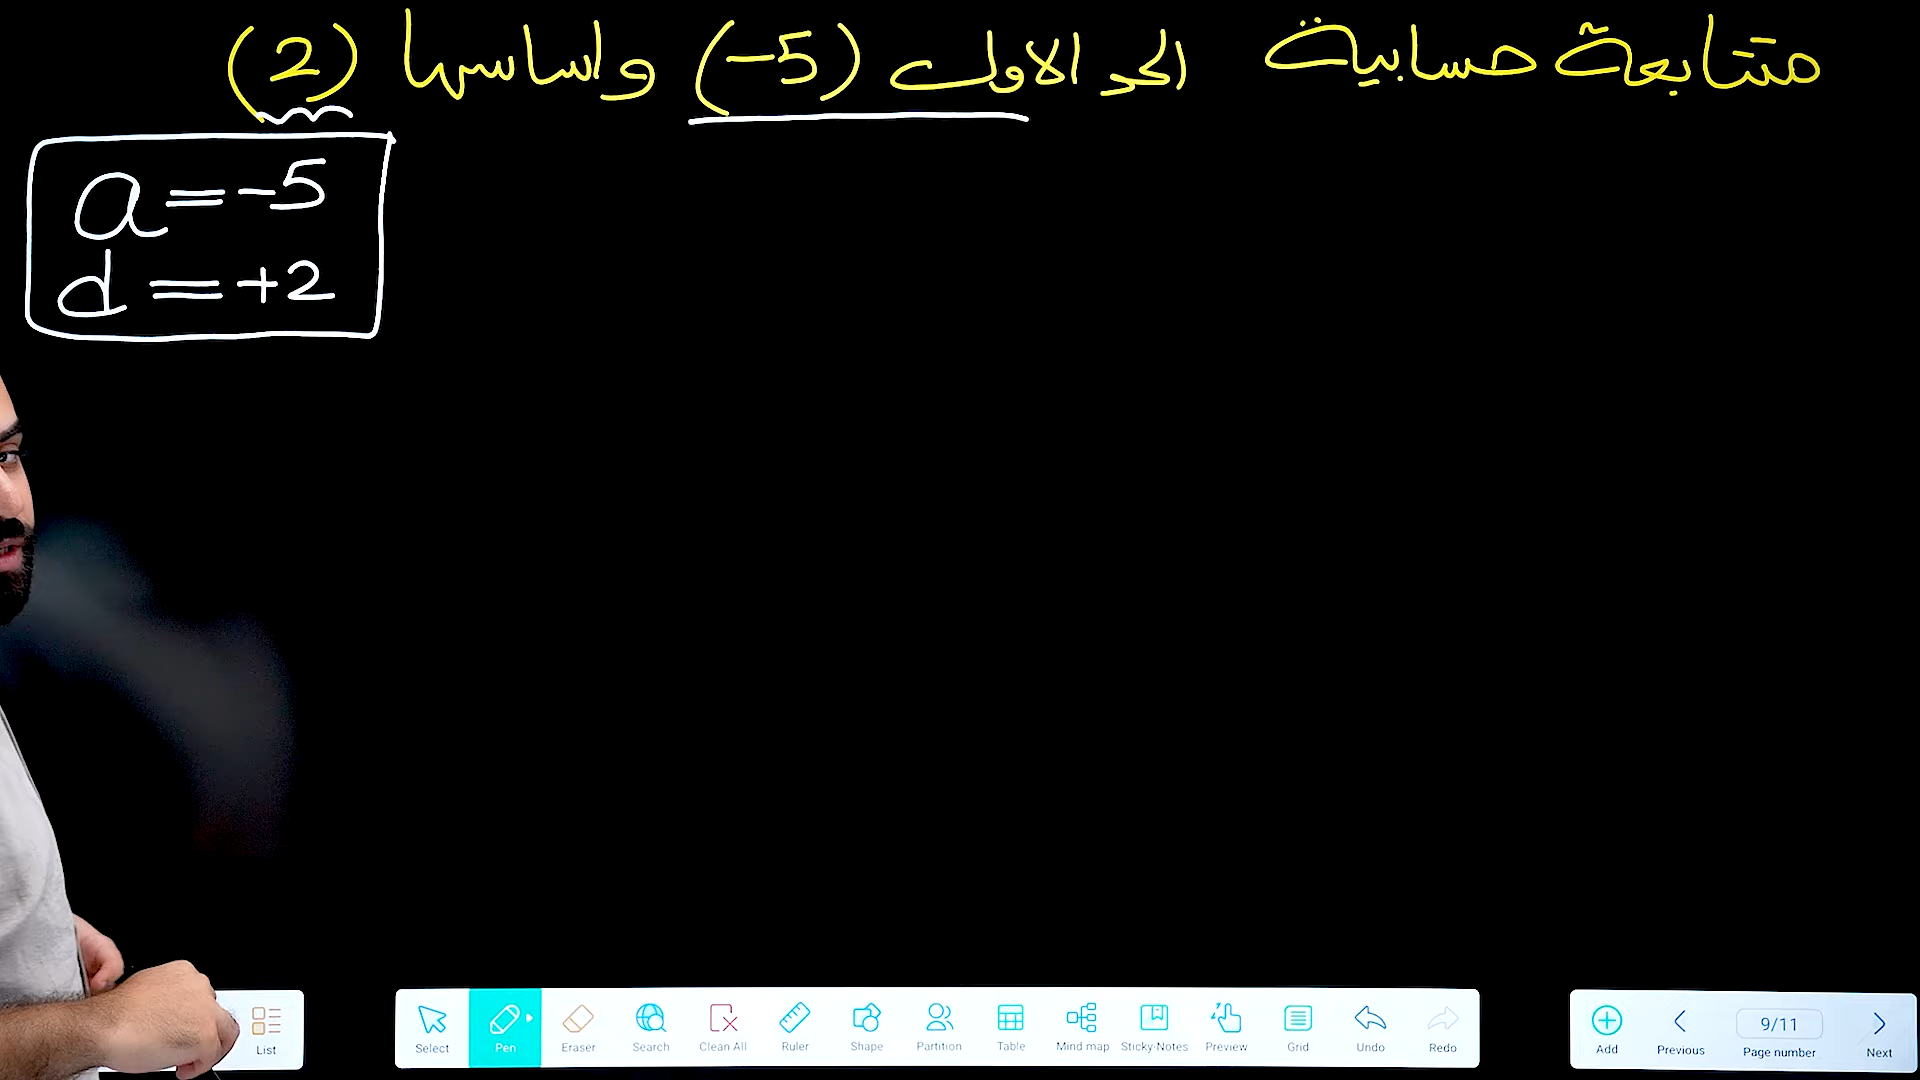 متتابعة حسابية الحد الاول (-5) واساسها (2)
a = -5
d = +2
List
Select Pen Eraser Search Clean All Ruler Shape Partition Table Mind map Sticky-Notes Preview Grid Undo Redo
Add Previous 9/11 Page number Next